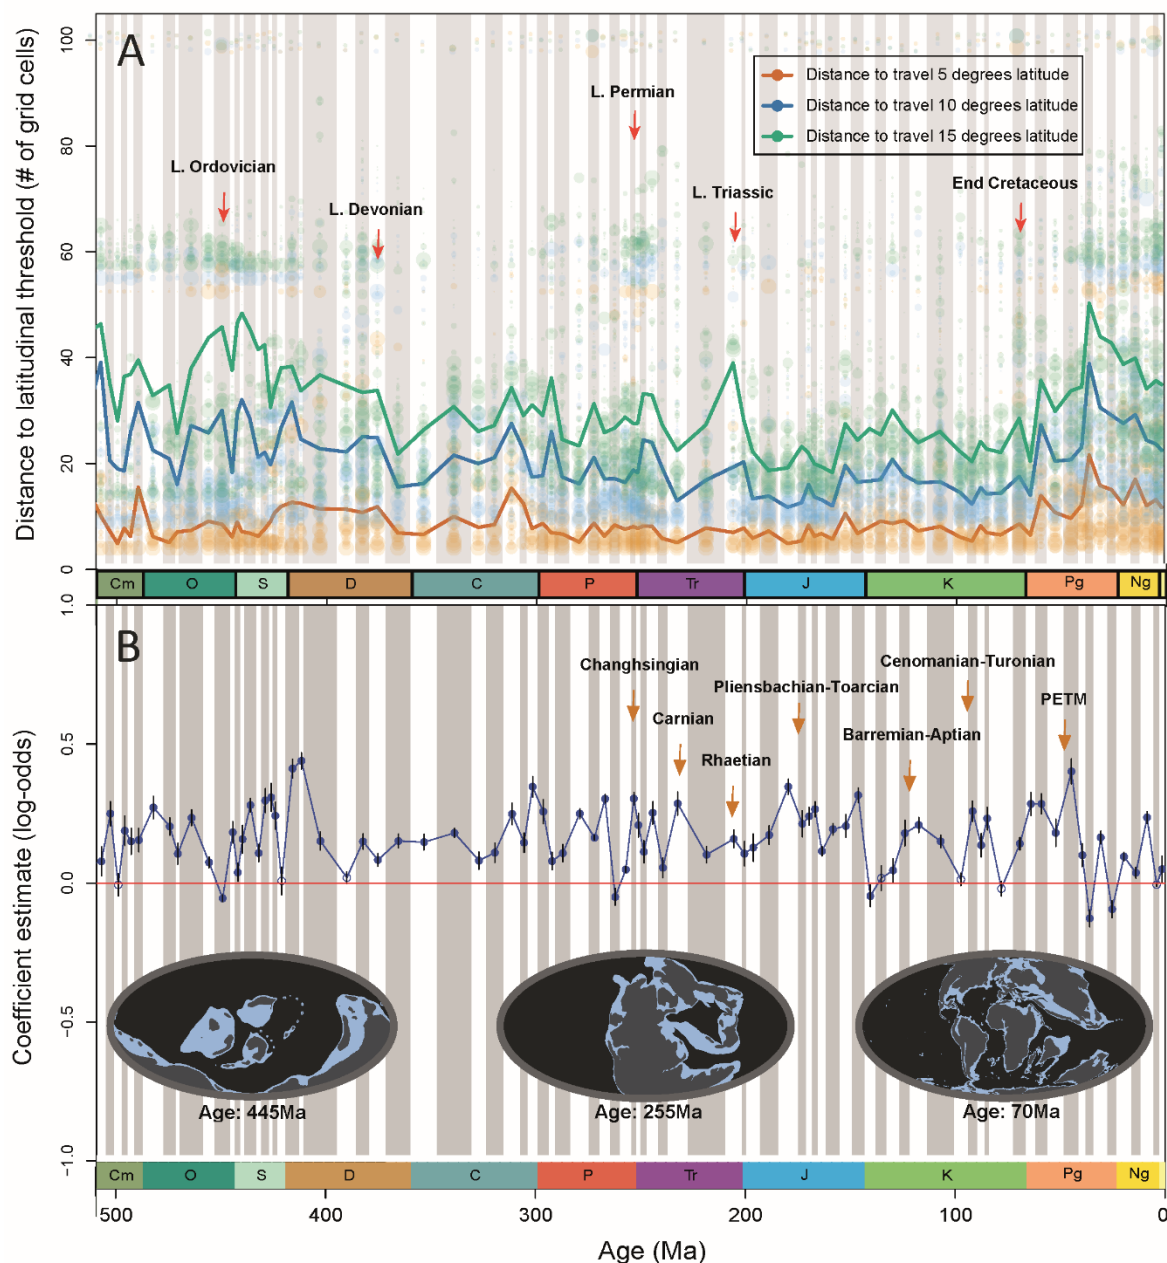 A
Distance to latitudinal threshold (# of grid cells)
100
80
60
40
20
0
Distance to travel 5 degrees latitude
Distance to travel 10 degrees latitude
Distance to travel 15 degrees latitude
L. Ordovician
L. Devonian
L. Permian
L. Triassic
End Cretaceous
Cm O S D C P Tr J K Pg Ng
B
Coefficient estimate (log-odds)
1.0
0.5
0.0
−0.5
−1.0
Changhsingian
Carnian
Rhaetian
Pliensbachian-Toarcian
Cenomanian-Turonian
Barremian-Aptian
PETM
Age: 445Ma
Age: 255Ma
Age: 70Ma
Cm O S D C P Tr J K Pg Ng
500 400 300 200 100 0
Age (Ma)